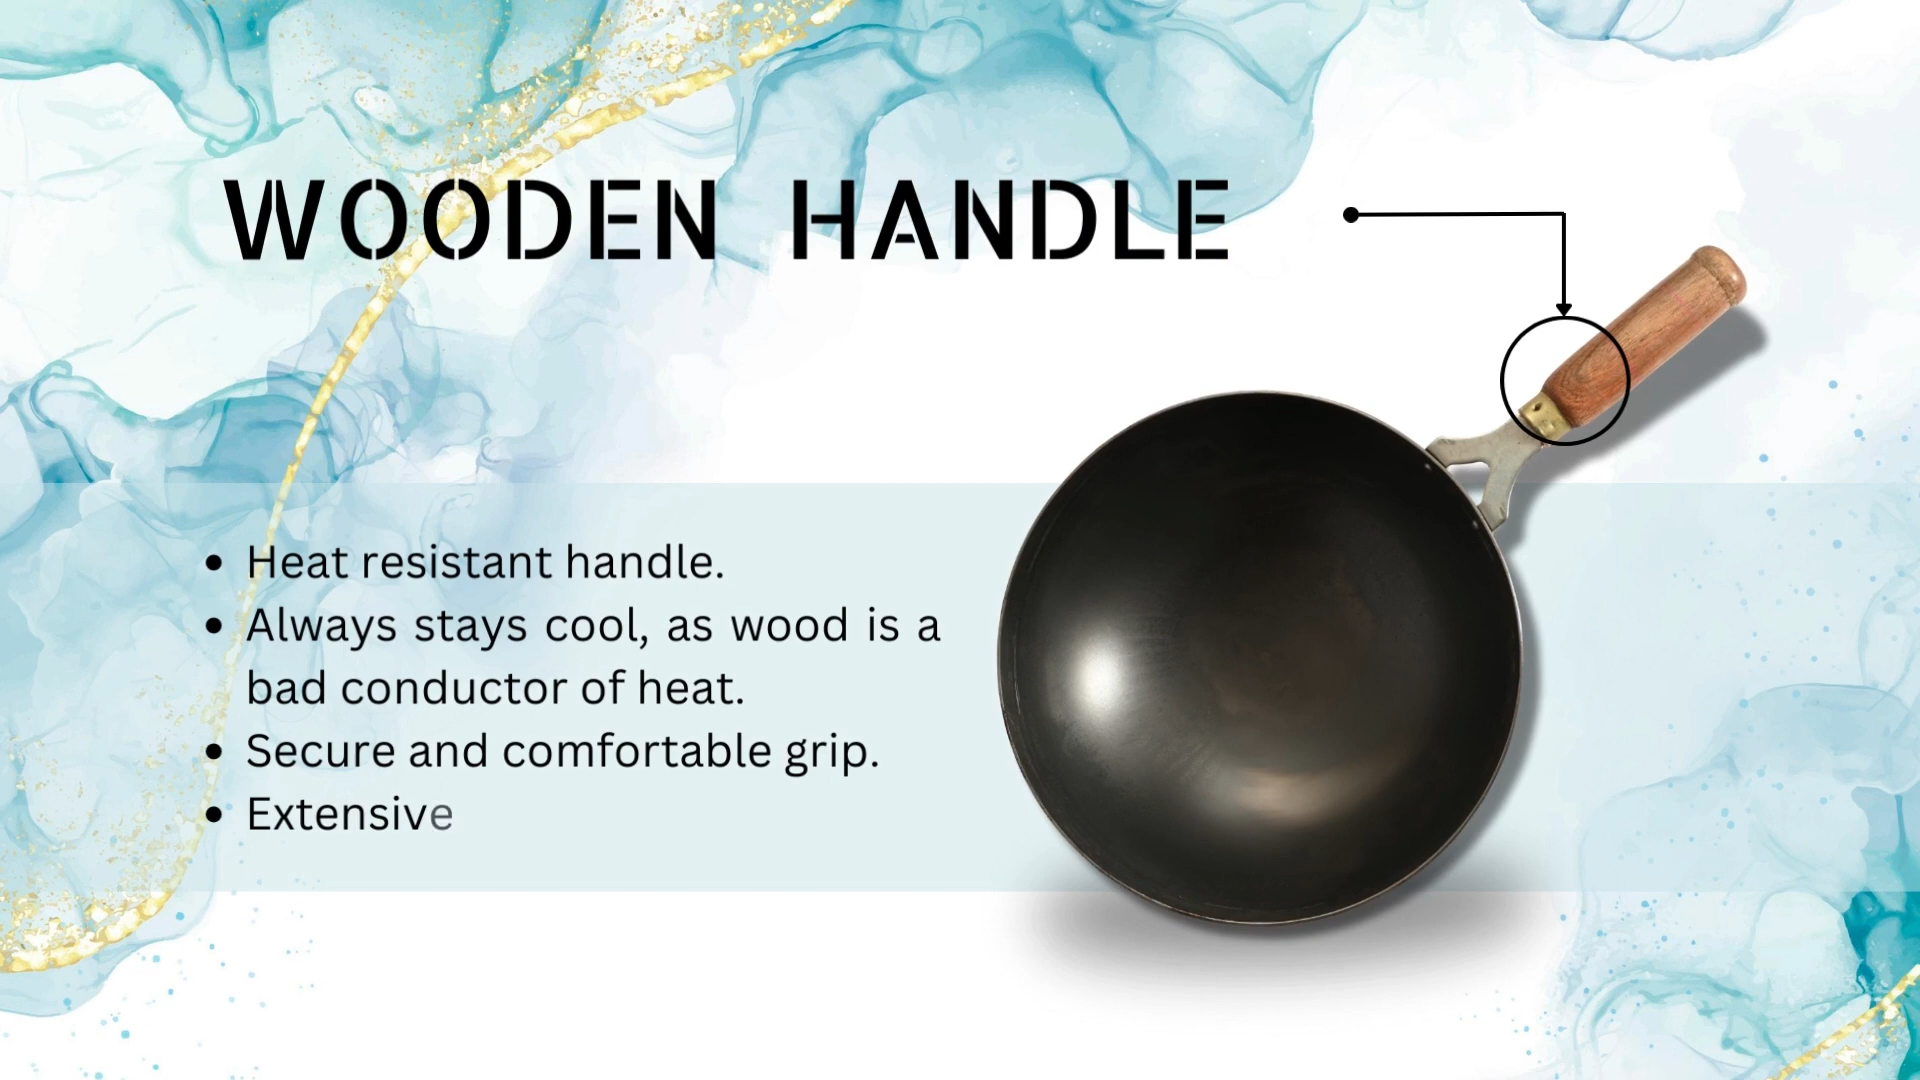 WOODEN HANDLE
• Heat resistant handle.
• Always stays cool, as wood is a
bad conductor of heat.
• Secure and comfortable grip.
• Extensive